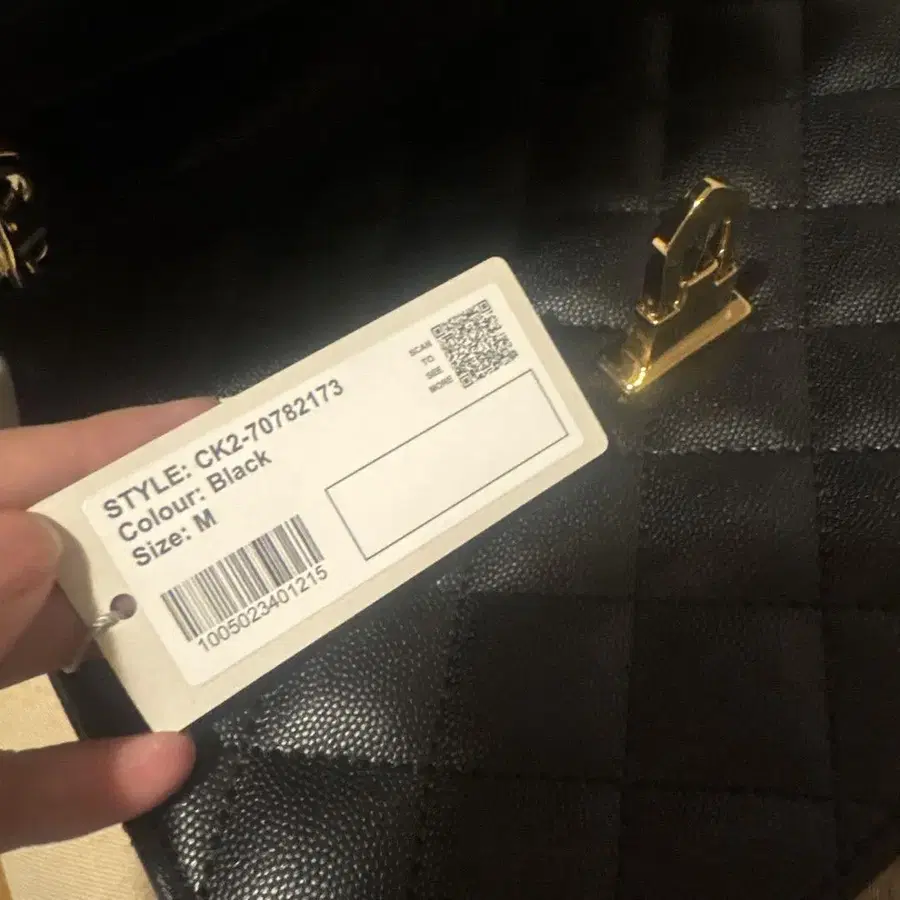 SCAN
TO
SEE
MORE
STYLE: CK2-70782173
Colour: Black
Size: M
1005023401215